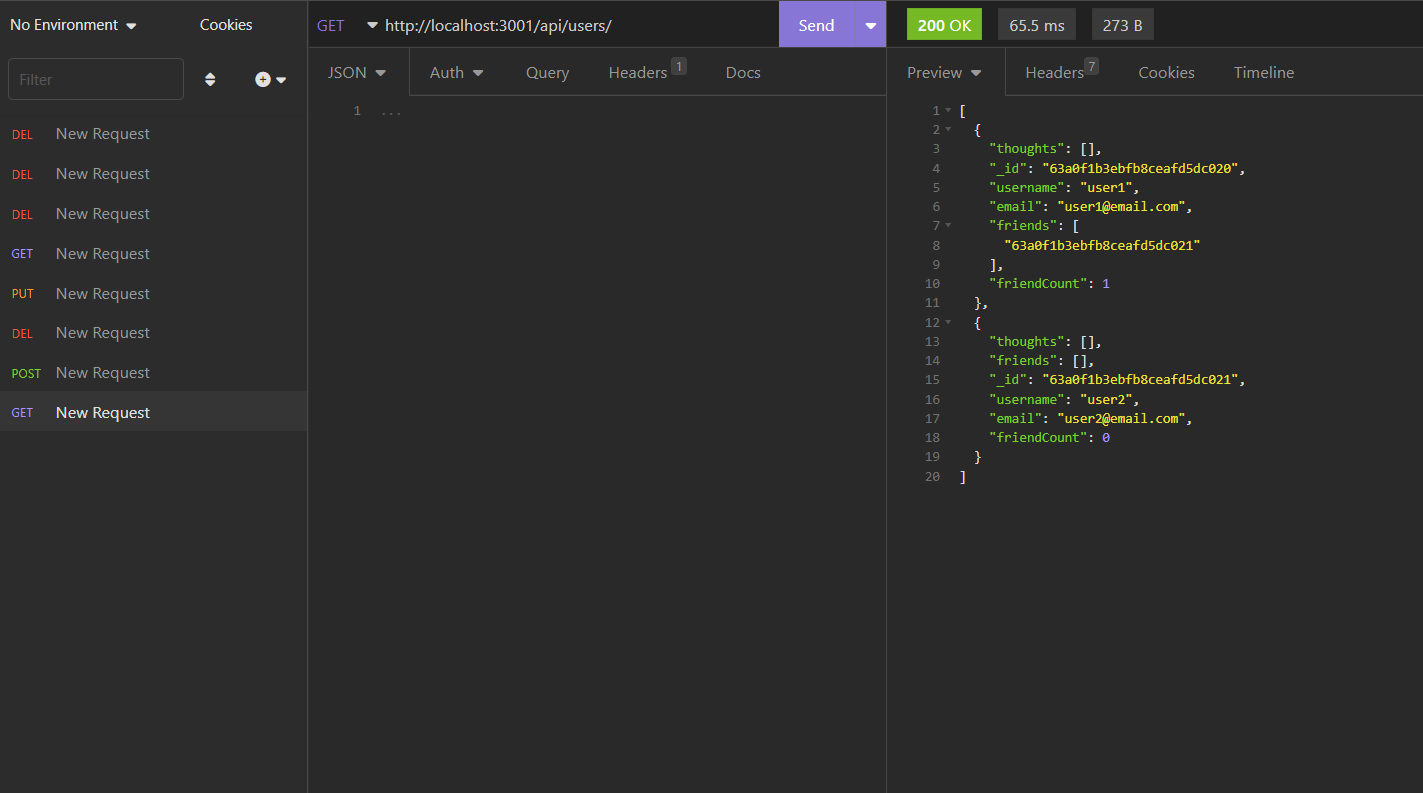 No Environment
Cookies
Filter
DEL New Request
DEL New Request
DEL New Request
GET New Request
PUT New Request
DEL New Request
POST New Request
GET New Request
GET http://localhost:3001/api/users/ Send
JSON Auth Query Headers 1 Docs
1 ...
200 OK 65.5 ms 273 B
Preview Headers 7 Cookies Timeline
1 [
2 {
3 "thoughts": [],
4 "_id": "63a0f1b3ebfb8ceafd5dc020",
5 "username": "user1",
6 "email": "user1@email.com",
7 "friends": [
8 "63a0f1b3ebfb8ceafd5dc021"
9 ],
10 "friendCount": 1
11 },
12 {
13 "thoughts": [],
14 "friends": [],
15 "_id": "63a0f1b3ebfb8ceafd5dc021",
16 "username": "user2",
17 "email": "user2@email.com",
18 "friendCount": 0
19 }
20 ]